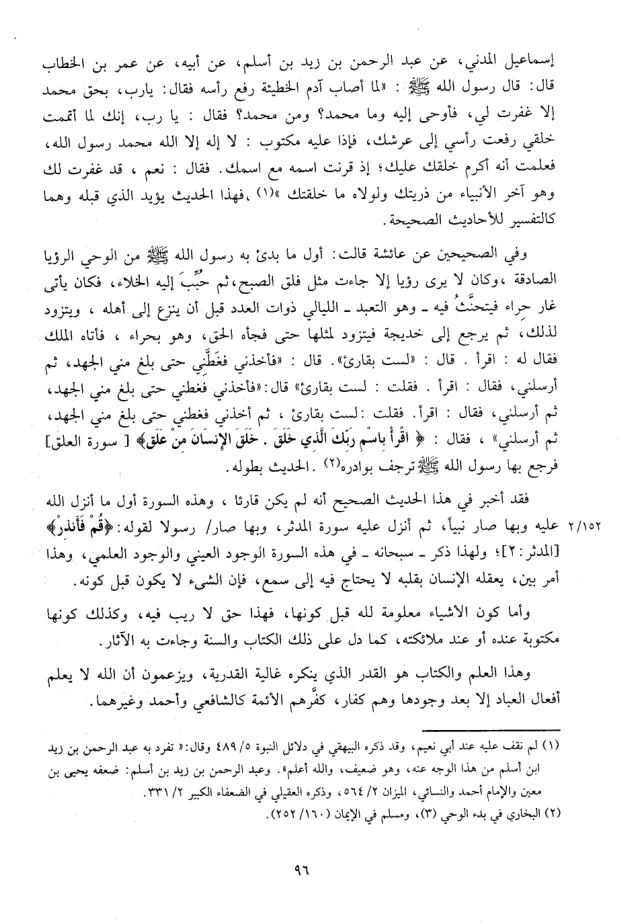 إسماعيل المدني، عن عبد الرحمن بن زيد بن أسلم، عن أبيه، عن عمر بن الخطاب
قال: قال رسول الله ﷺ : «لما أصاب آدم الخطيئة رفع رأسه فقال: يارب، بحق محمد
إلا غفرت لي، فأوحى إليه وما محمد؟ ومن محمد؟ فقال : يا رب، إنك لما أتممت
خلقي رفعت رأسي إلى عرشك، فإذا عليه مكتوب : لا إله إلا الله محمد رسول الله،
فعلمت أنه أكرم خلقك عليك؛ إذ قرنت اسمه مع اسمك. فقال : نعم ، قد غفرت لك
وهو آخر الأنبياء من ذريتك ولولاه ما خلقتك »(١) ،فهذا الحديث يؤيد الذي قبله وهما
كالتفسير للأحاديث الصحيحة.
وفي الصحيحين عن عائشة قالت: أول ما بدئ به رسول الله ﷺ من الوحي الرؤيا
الصادقة ،وكان لا يرى رؤيا إلا جاءت مثل فلق الصبح،ثم حُبِّبَ إليه الخلاء، فكان يأتى
غار حِراء فيتحنَّثُ فيه ـ وهو التعبد ـ الليالي ذوات العدد قبل أن ينزع إلى أهله ، ويتزود
لذلك، ثم يرجع إلى خديجة فيتزود لمثلها حتى فجأه الحق، وهو بحراء ، فأتاه الملك
فقال له : اقرأ . قال : «لست بقارئ». قال : «فأخذني فغَطَّني حتى بلغ مني الجهد، ثم
أرسلني، فقال : اقرأ . فقلت : لست بقارئ» قال:«فأخذني فغطني حتى بلغ مني الجهد،
ثم أرسلني، فقال : اقرأ. فقلت :لست بقارئ ، ثم أخذني فغطني حتى بلغ مني الجهد،
ثم أرسلني» ، فقال : ﴿ اقْرأْ بِاسْمِ رَبِّكَ الَّذِي خَلَقَ . خَلَقَ الإِنسَانَ مِنْ عَلَقٍ﴾ [ سورة العلق]
فرجع بها رسول الله ﷺ ترجف بوادره(٢) .الحديث بطوله.
فقد أخبر في هذا الحديث الصحيح أنه لم يكن قارئا ، وهذه السورة أول ما أنزل الله
٢/١٥٢ عليه وبها صار نبياً، ثم أنزل عليه سورة المدثر، وبها صار/ رسولا لقوله:﴿قُمْ فَأَنذِرْ﴾
[المدثر:٢]؛ ولهذا ذكر ـ سبحانه ـ في هذه السورة الوجود العيني والوجود العلمي، وهذا
أمر بين، يعقله الإنسان بقلبه لا يحتاج فيه إلى سمع، فإن الشىء لا يكون قبل كونه.
وأما كون الأشياء معلومة لله قبل كونها، فهذا حق لا ريب فيه، وكذلك كونها
مكتوبة عنده أو عند ملائكته، كما دل على ذلك الكتاب والسنة وجاءت به الآثار.
وهذا العلم والكتاب هو القدر الذي ينكره غالية القدرية، ويزعمون أن الله لا يعلم
أفعال العباد إلا بعد وجودها وهم كفار، كفَّرهم الأئمة كالشافعي وأحمد وغيرهما.
(١) لم نقف عليه عند أبي نعيم، وقد ذكره البيهقي في دلائل النبوة ٥/ ٤٨٩ وقال:« تفرد به عبد الرحمن بن زيد
ابن أسلم من هذا الوجه عنه، وهو ضعيف، والله أعلم». وعبد الرحمن بن زيد بن أسلم: ضعفه يحيى بن
معين والإمام أحمد والنسائي، الميزان ٢/ ٥٦٤، وذكره العقيلي في الضعفاء الكبير ٢/ ٣٣١.
(٢) البخاري في بدء الوحي (٣)، ومسلم في الإيمان (١٦٠/ ٢٥٢).
٩٦